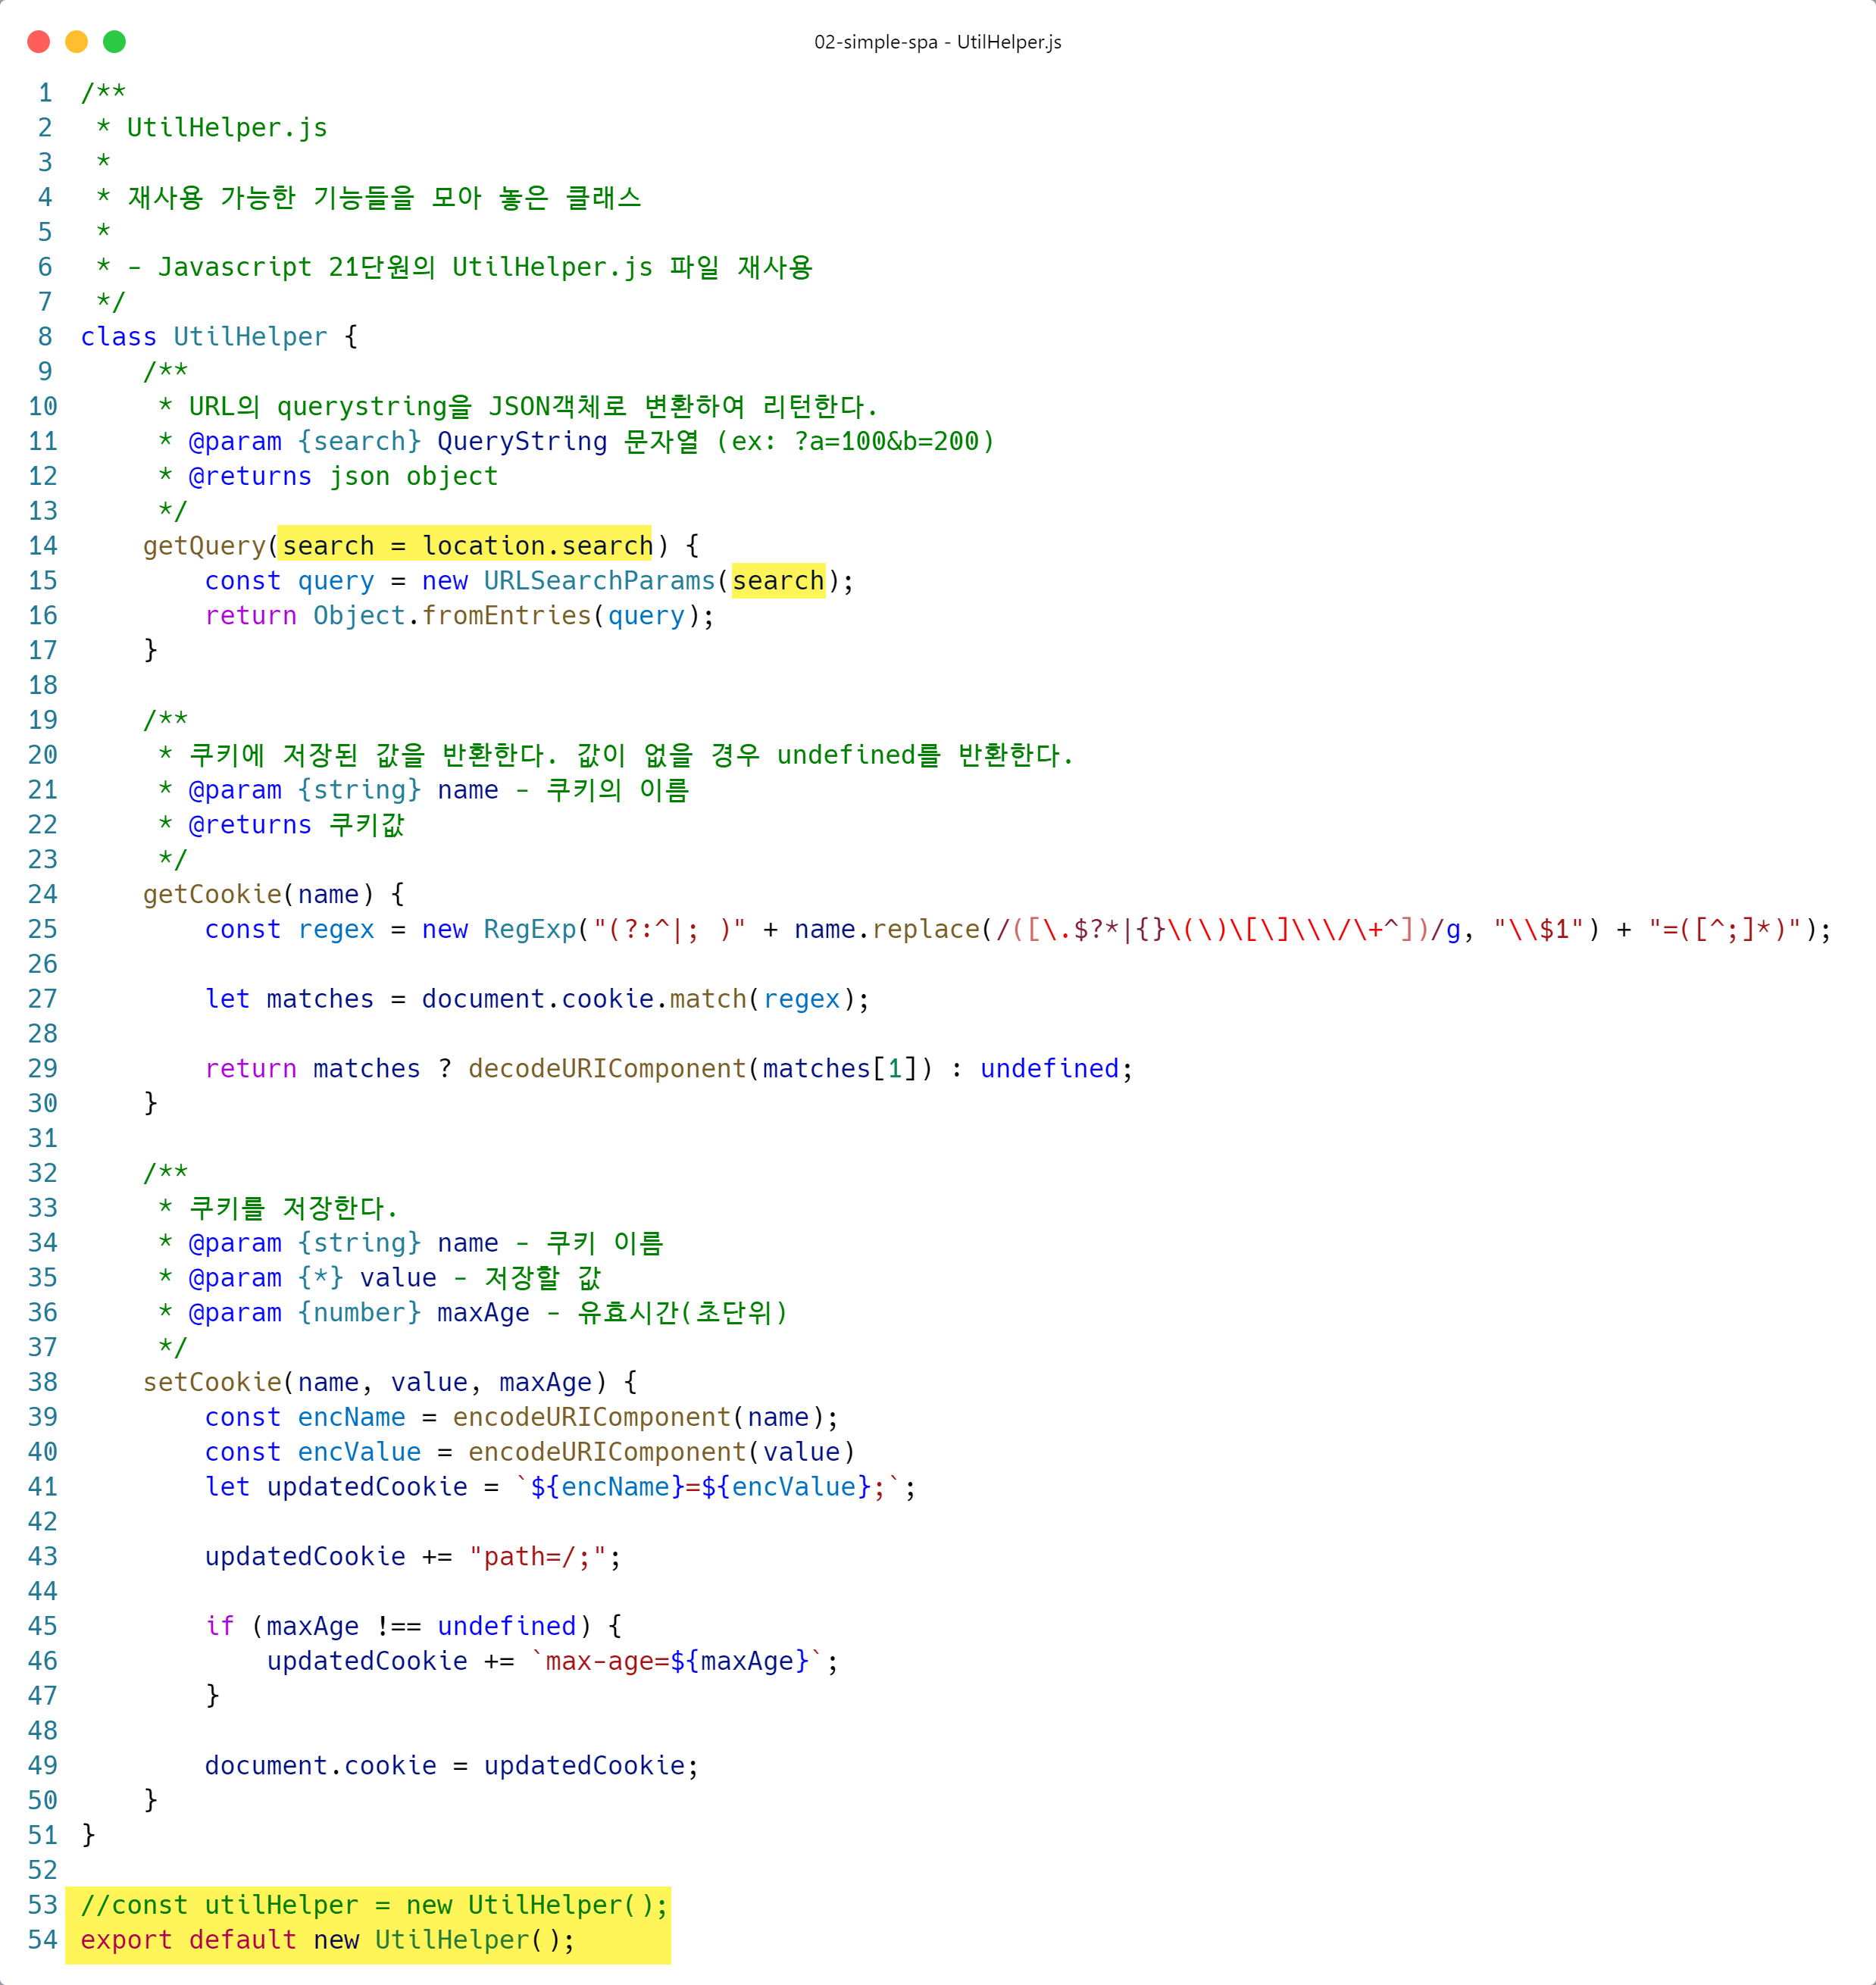 02-simple-spa - UtilHelper.js
1 /**
2  * UtilHelper.js
3  *
4  * 재사용 가능한 기능들을 모아 놓은 클래스
5  *
6  * - Javascript 21단원의 UtilHelper.js 파일 재사용
7  */
8 class UtilHelper {
9     /**
10      * URL의 querystring을 JSON객체로 변환하여 리턴한다.
11      * @param {search} QueryString 문자열 (ex: ?a=100&b=200)
12      * @returns json object
13      */
14     getQuery(search = location.search) {
15         const query = new URLSearchParams(search);
16         return Object.fromEntries(query);
17     }
18
19     /**
20      * 쿠키에 저장된 값을 반환한다. 값이 없을 경우 undefined를 반환한다.
21      * @param {string} name - 쿠키의 이름
22      * @returns 쿠키값
23      */
24     getCookie(name) {
25         const regex = new RegExp("(?:^|; )" + name.replace(/([\.$?*|{}\(\)\[\]\\\/\+^])/g, "\\$1") + "=([^;]*)");
26
27         let matches = document.cookie.match(regex);
28
29         return matches ? decodeURIComponent(matches[1]) : undefined;
30     }
31
32     /**
33      * 쿠키를 저장한다.
34      * @param {string} name - 쿠키 이름
35      * @param {*} value - 저장할 값
36      * @param {number} maxAge - 유효시간(초단위)
37      */
38     setCookie(name, value, maxAge) {
39         const encName = encodeURIComponent(name);
40         const encValue = encodeURIComponent(value)
41         let updatedCookie = `${encName}=${encValue};`;
42
43         updatedCookie += "path=/;";
44
45         if (maxAge !== undefined) {
46             updatedCookie += `max-age=${maxAge}`;
47         }
48
49         document.cookie = updatedCookie;
50     }
51 }
52
53 //const utilHelper = new UtilHelper();
54 export default new UtilHelper();